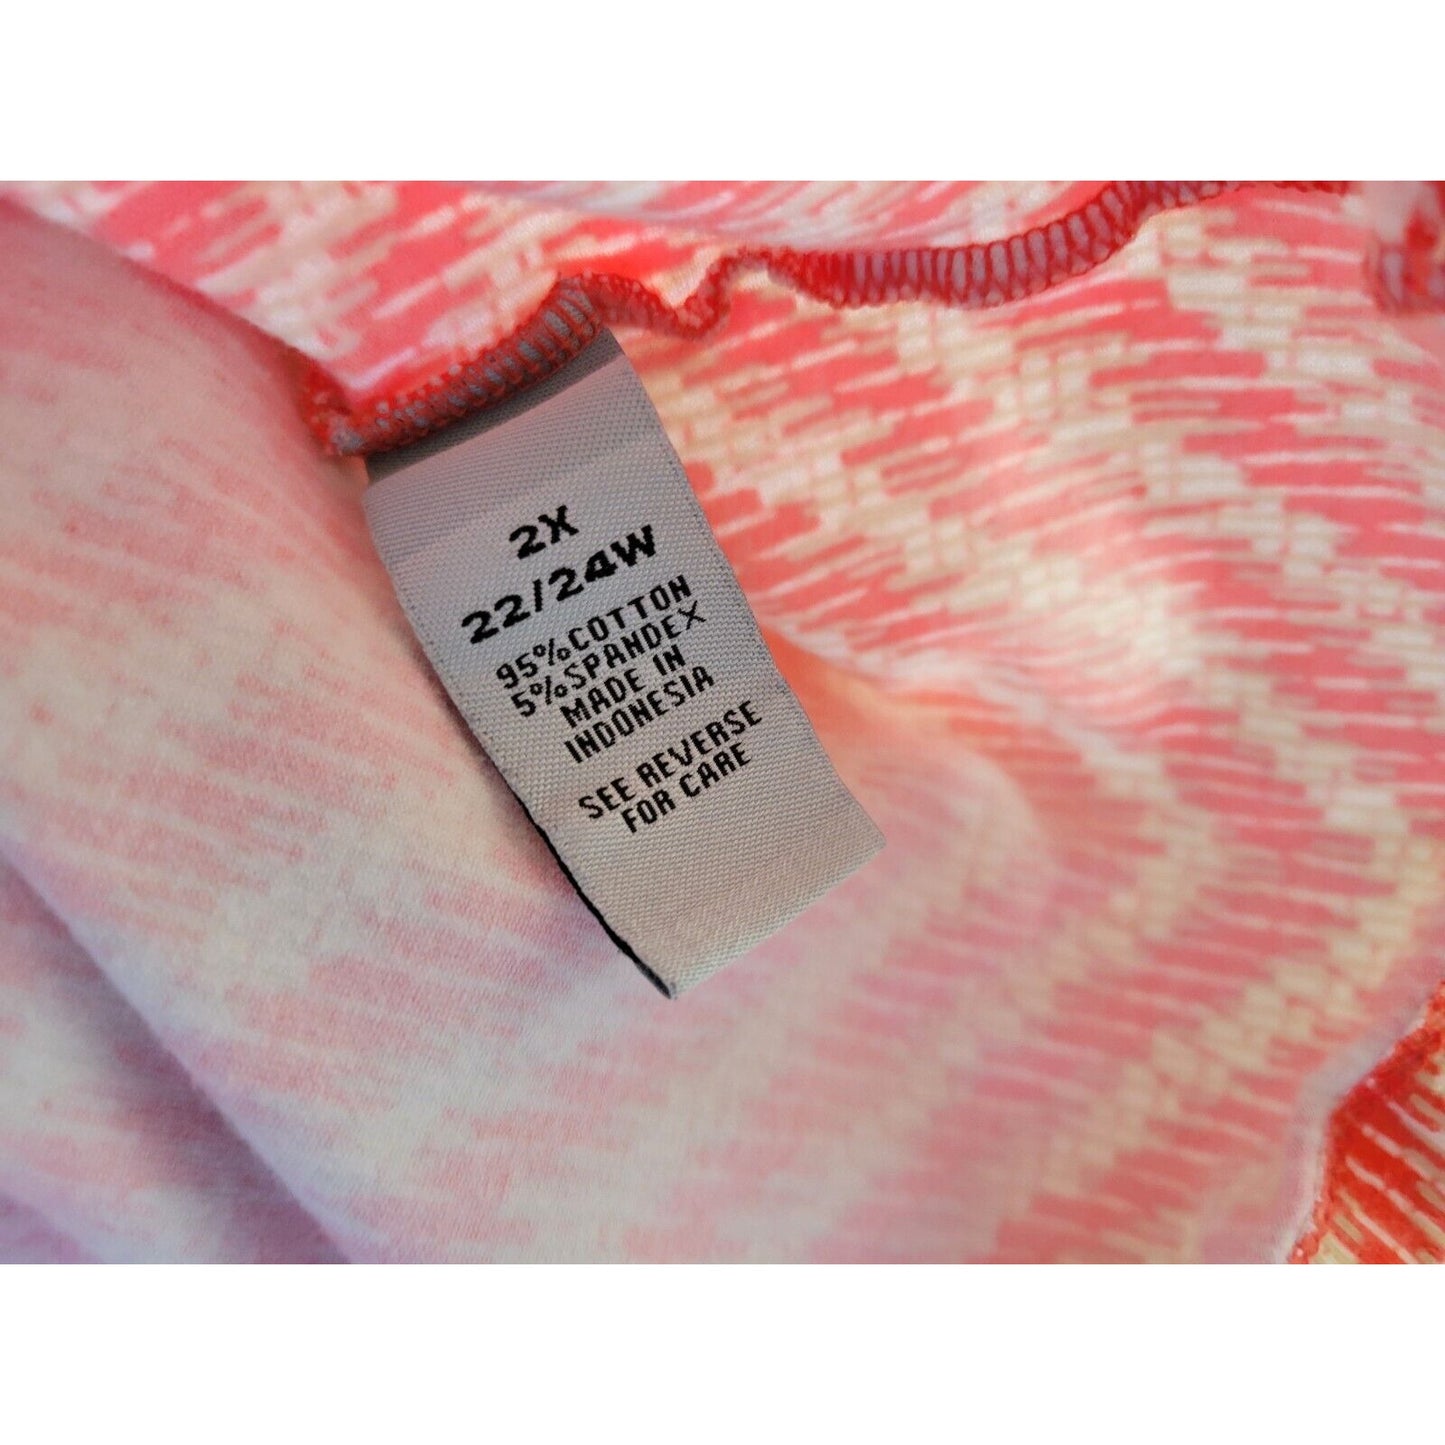 2X
22/24W
95%COTTON
5%SPANDEX
MADE IN
INDONESIA
SEE REVERSE
FOR CARE